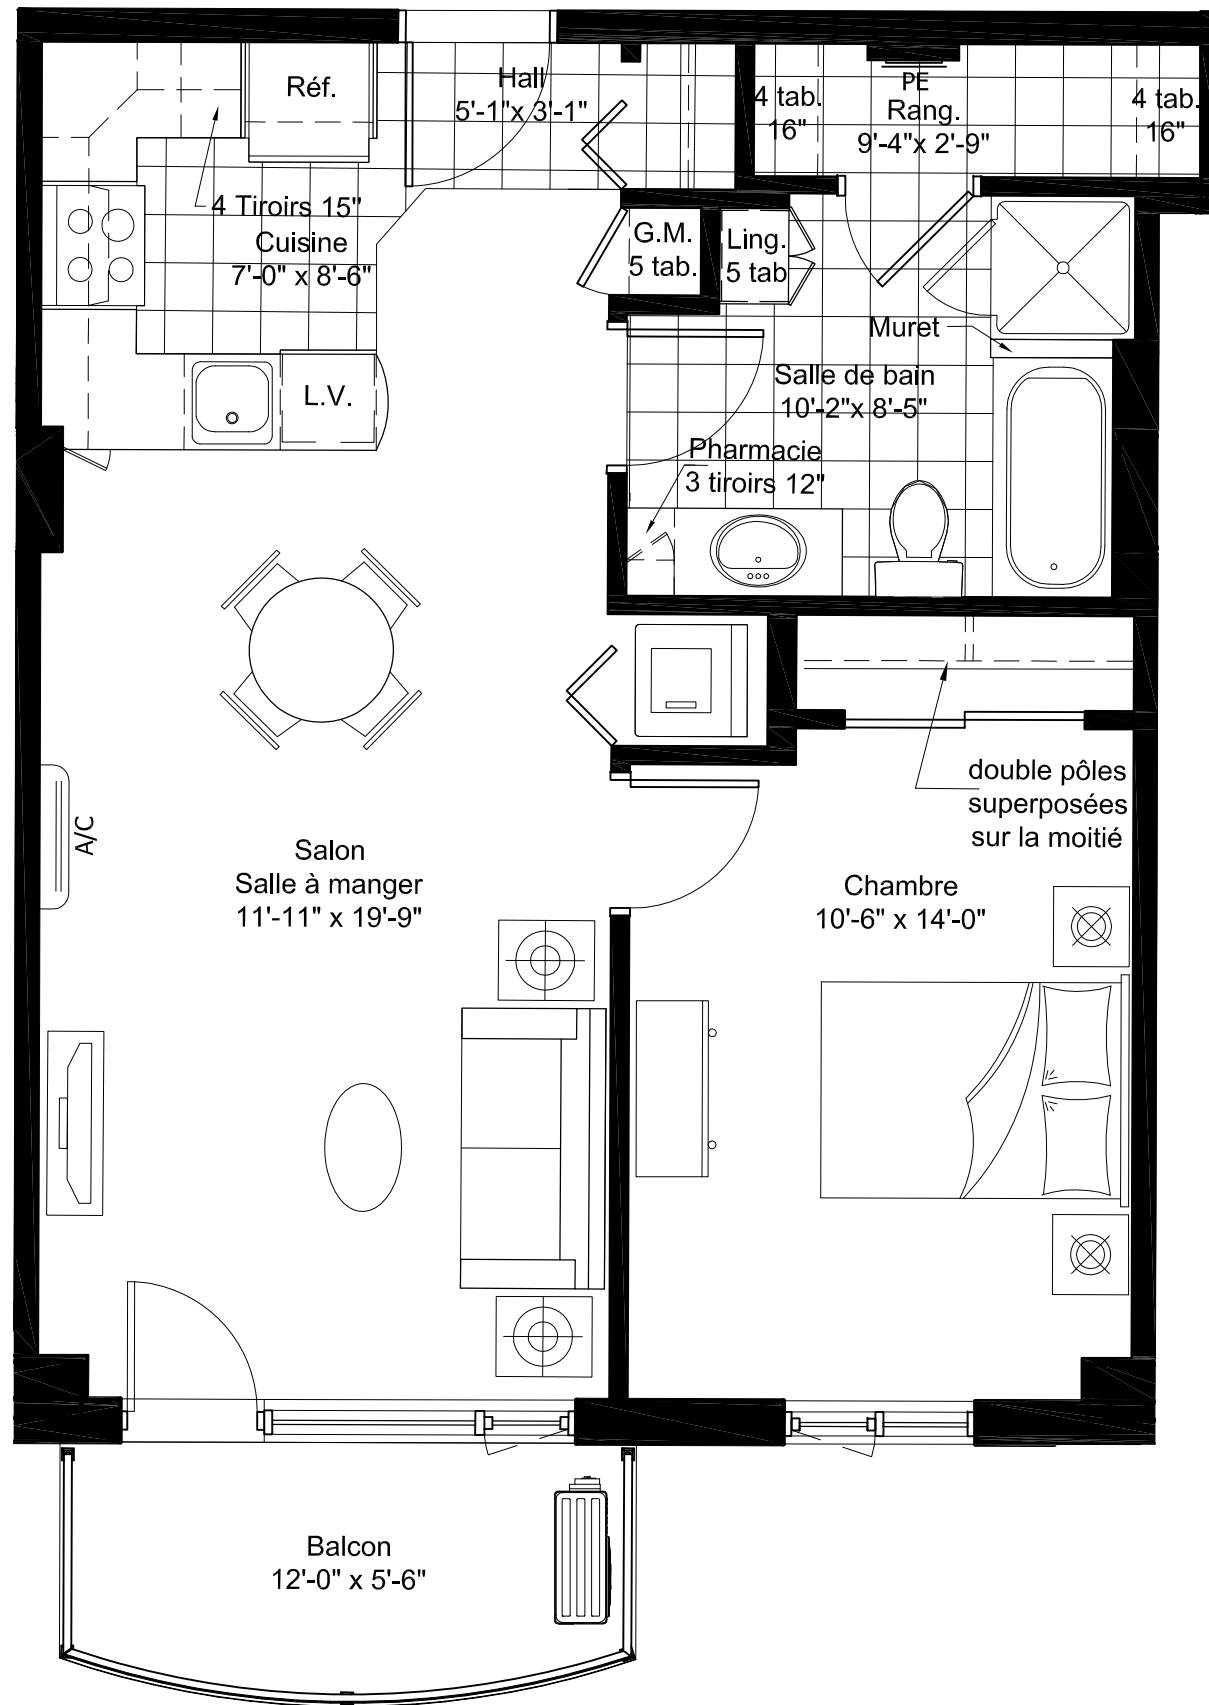 Réf.
Hall
5'-1"x 3'-1"
PE
4 tab.
16"
Rang.
9'-4"x 2'-9"
4 tab.
16"
4 Tiroirs 15"
Cuisine
7'-0" x 8'-6"
G.M.
5 tab.
Ling.
5 tab
Muret
L.V.
Salle de bain
10'-2"x 8'-5"
Pharmacie
3 tiroirs 12"
double pôles
superposées
sur la moitié
A/C
Salon
Salle à manger
11'-11" x 19'-9"
Chambre
10'-6" x 14'-0"
Balcon
12'-0" x 5'-6"